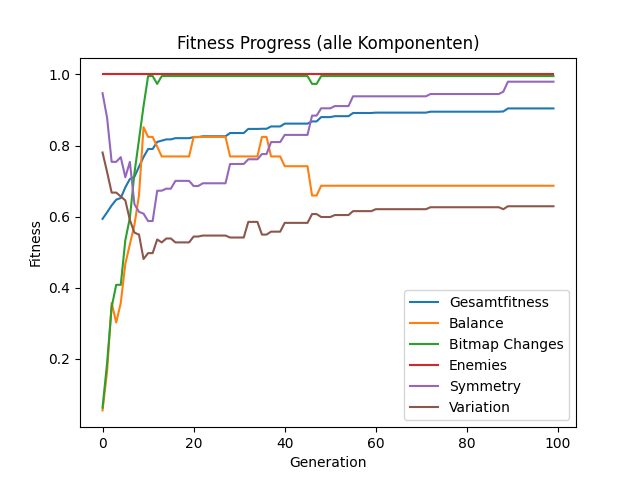 Fitness Progress (alle Komponenten)
1.0
0.8
0.6
0.4
0.2
Fitness
0 20 40 60 80 100
Generation
Gesamtfitness
Balance
Bitmap Changes
Enemies
Symmetry
Variation